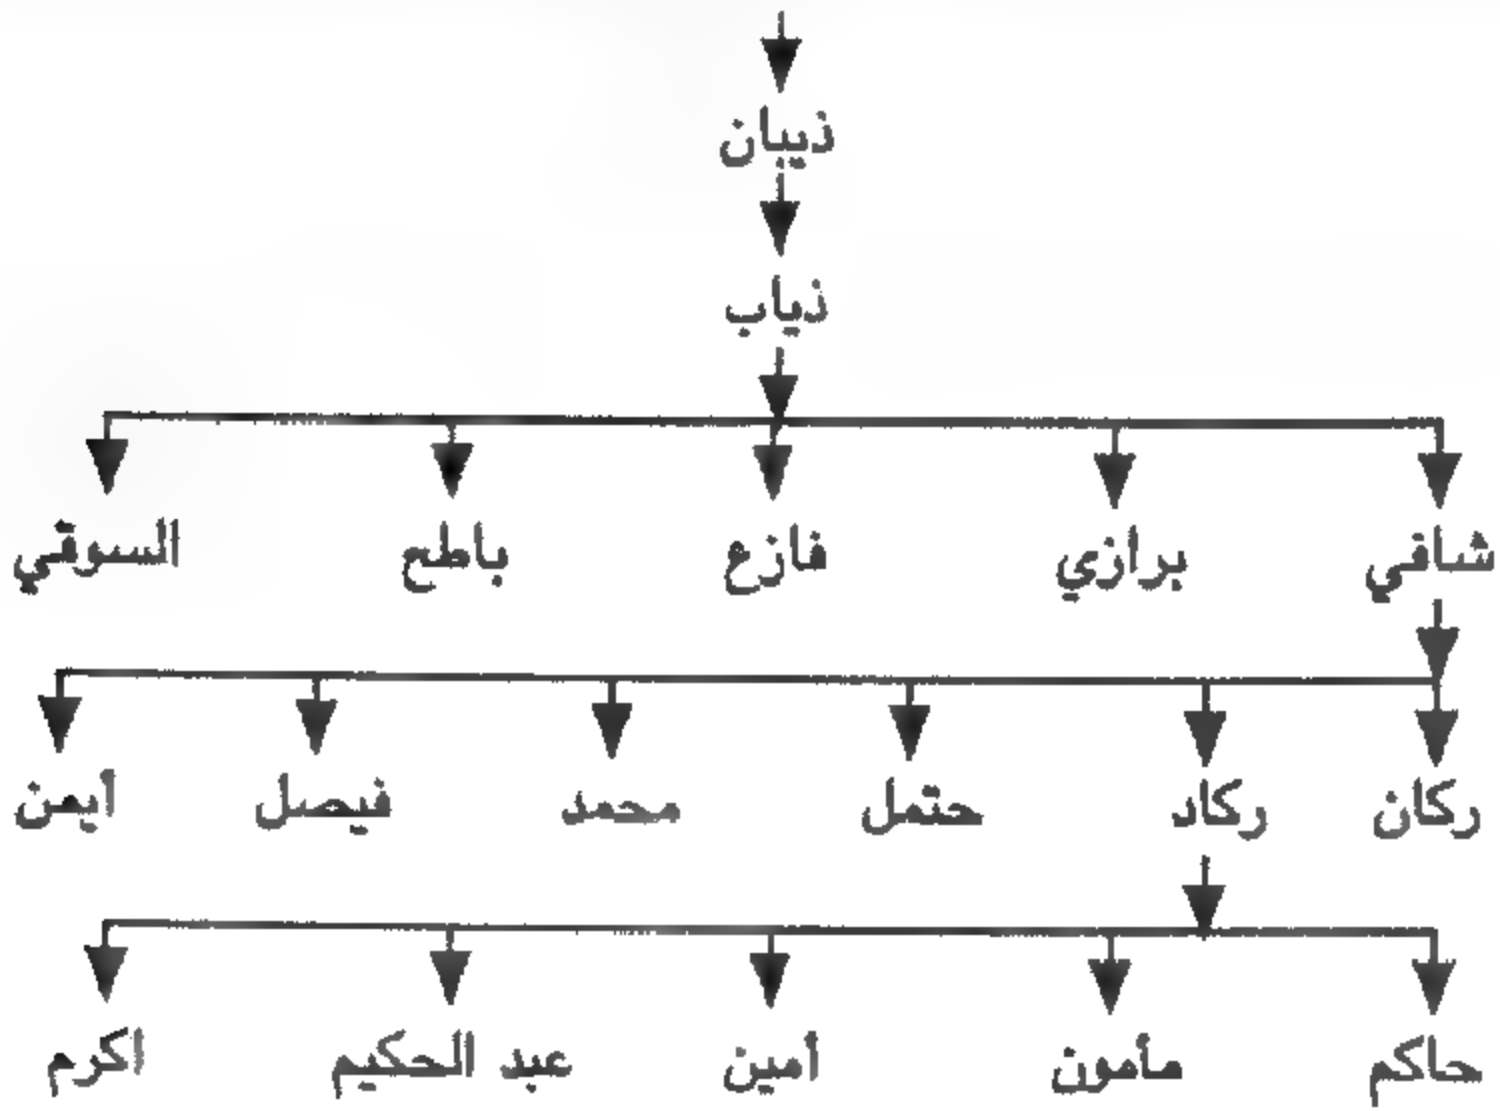 ذيبان
ذياب
شافي برازي فازع باطح السوقي
ركان ركاد حتمل محمد فيصل أيمن
حاكم مأمون أمين عبد الحكيم اكرم